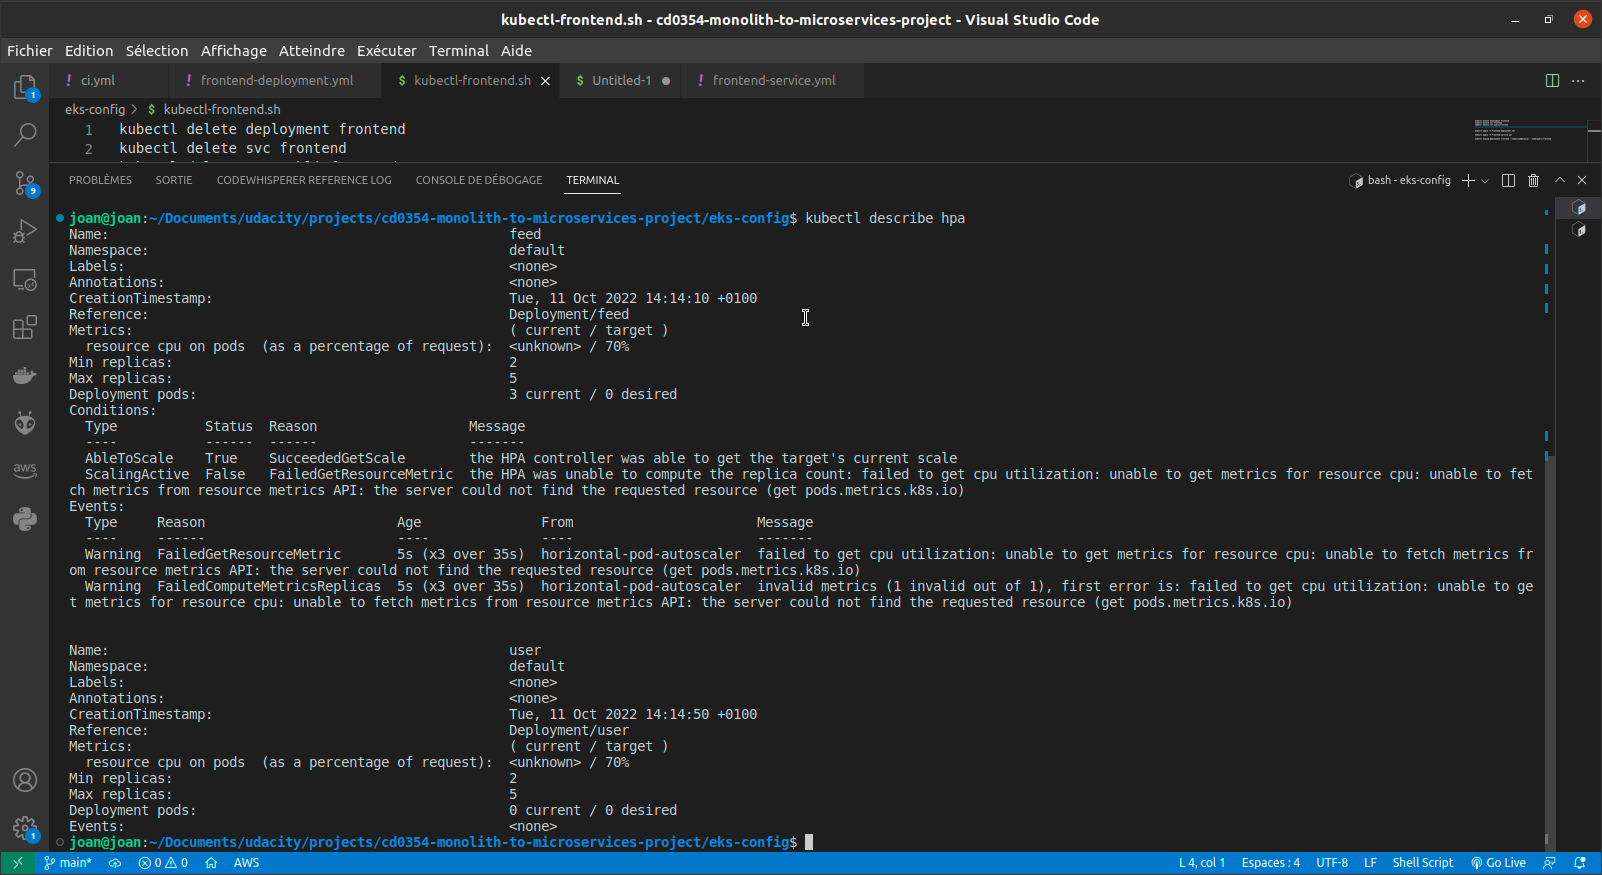 kubectl-frontend.sh - cd0354-monolith-to-microservices-project - Visual Studio Code
Fichier Edition Sélection Affichage Atteindre Exécuter Terminal Aide
! ci.yml ! frontend-deployment.yml $ kubectl-frontend.sh $ Untitled-1 ! frontend-service.yml
eks-config > $ kubectl-frontend.sh
1 kubectl delete deployment frontend
2 kubectl delete svc frontend
PROBLÈMES SORTIE CODEWHISPERER REFERENCE LOG CONSOLE DE DÉBOGAGE TERMINAL bash - eks-config
joan@joan:~/Documents/udacity/projects/cd0354-monolith-to-microservices-project/eks-config$ kubectl describe hpa
Name: feed
Namespace: default
Labels: <none>
Annotations: <none>
CreationTimestamp: Tue, 11 Oct 2022 14:14:10 +0100
Reference: Deployment/feed
Metrics: ( current / target )
resource cpu on pods (as a percentage of request): <unknown> / 70%
Min replicas: 2
Max replicas: 5
Deployment pods: 3 current / 0 desired
Conditions:
Type Status Reason Message
---- ------ ------ -------
AbleToScale True SucceededGetScale the HPA controller was able to get the target's current scale
ScalingActive False FailedGetResourceMetric the HPA was unable to compute the replica count: failed to get cpu utilization: unable to get metrics for resource cpu: unable to fet
ch metrics from resource metrics API: the server could not find the requested resource (get pods.metrics.k8s.io)
Events:
Type Reason Age From Message
---- ------ ---- ---- -------
Warning FailedGetResourceMetric 5s (x3 over 35s) horizontal-pod-autoscaler failed to get cpu utilization: unable to get metrics for resource cpu: unable to fetch metrics fr
om resource metrics API: the server could not find the requested resource (get pods.metrics.k8s.io)
Warning FailedComputeMetricsReplicas 5s (x3 over 35s) horizontal-pod-autoscaler invalid metrics (1 invalid out of 1), first error is: failed to get cpu utilization: unable to ge
t metrics for resource cpu: unable to fetch metrics from resource metrics API: the server could not find the requested resource (get pods.metrics.k8s.io)
Name: user
Namespace: default
Labels: <none>
Annotations: <none>
CreationTimestamp: Tue, 11 Oct 2022 14:14:50 +0100
Reference: Deployment/user
Metrics: ( current / target )
resource cpu on pods (as a percentage of request): <unknown> / 70%
Min replicas: 2
Max replicas: 5
Deployment pods: 0 current / 0 desired
Events: <none>
joan@joan:~/Documents/udacity/projects/cd0354-monolith-to-microservices-project/eks-config$
1
9
aws
1
main* 0 0 AWS L 4, col 1 Espaces : 4 UTF-8 LF Shell Script Go Live